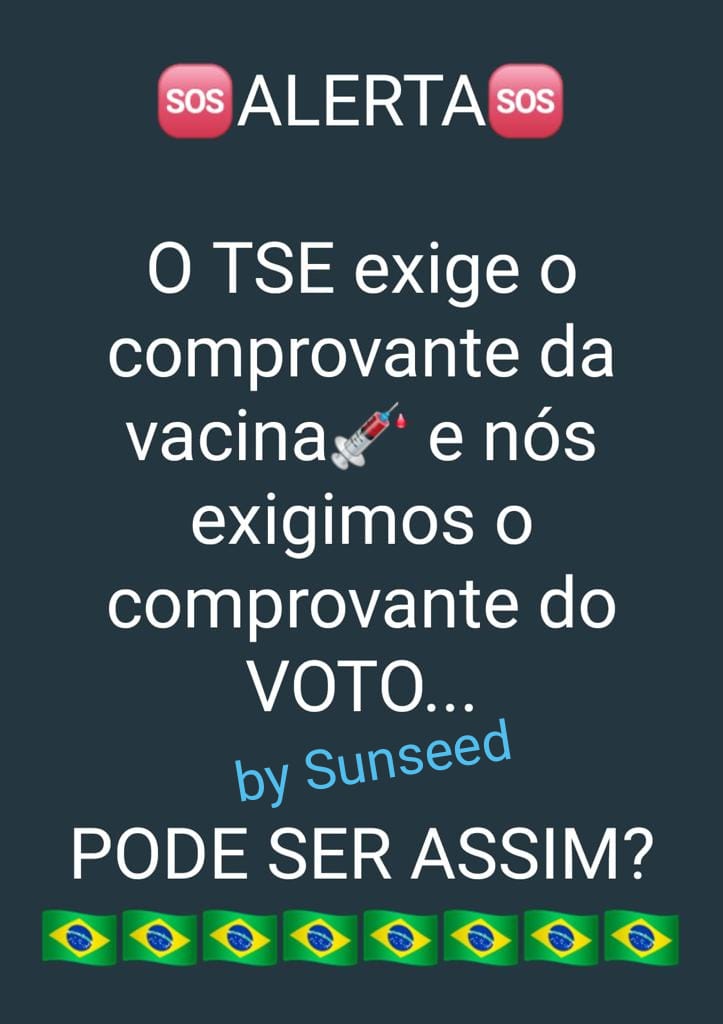 🆘ALERTA🆘
O TSE exige o
comprovante da
vacina💉 e nós
exigimos o
comprovante do
VOTO...
by Sunseed
PODE SER ASSIM?
🇧🇷🇧🇷🇧🇷🇧🇷🇧🇷🇧🇷🇧🇷🇧🇷